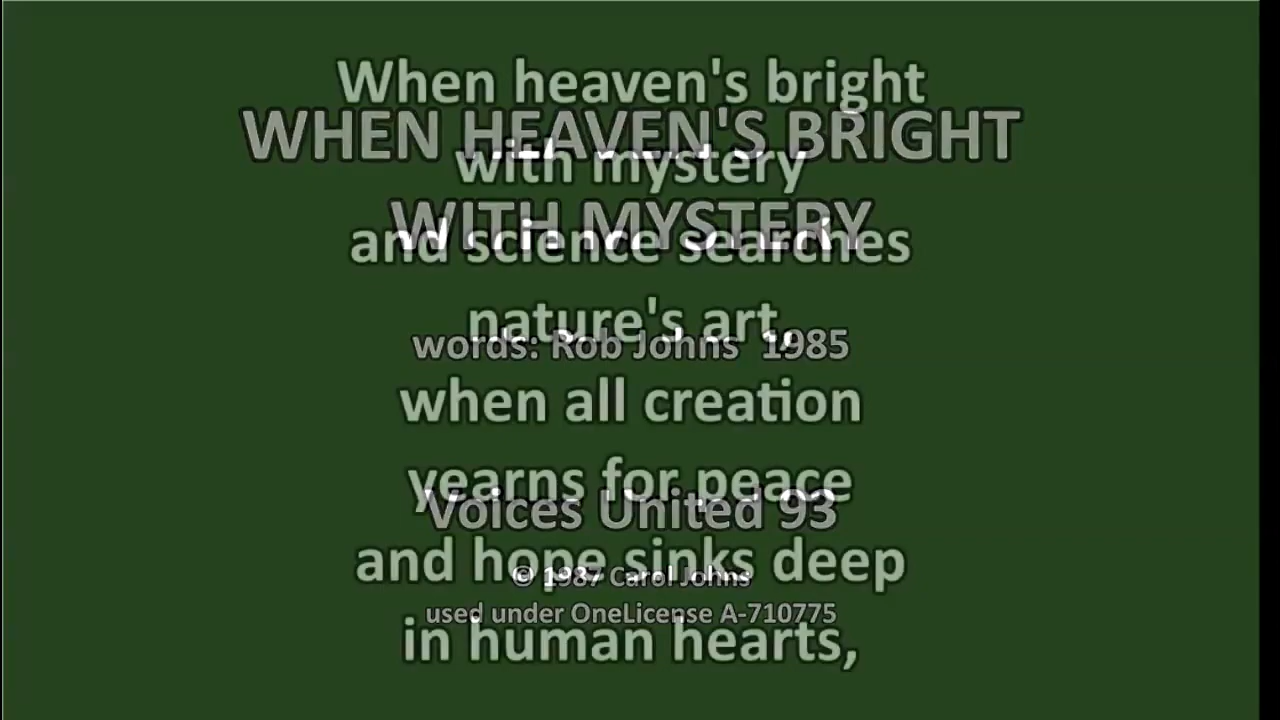 When heaven's bright
WHEN HEAVEN'S BRIGHT
with mystery
WITH MYSTERY
and science searches
nature's art,
words: Rob Johns 1985
when all creation
yearns for peace
Voices United 93
and hope sinks deep
© 1987 Carol Johns
used under OneLicense A-710775
in human hearts,